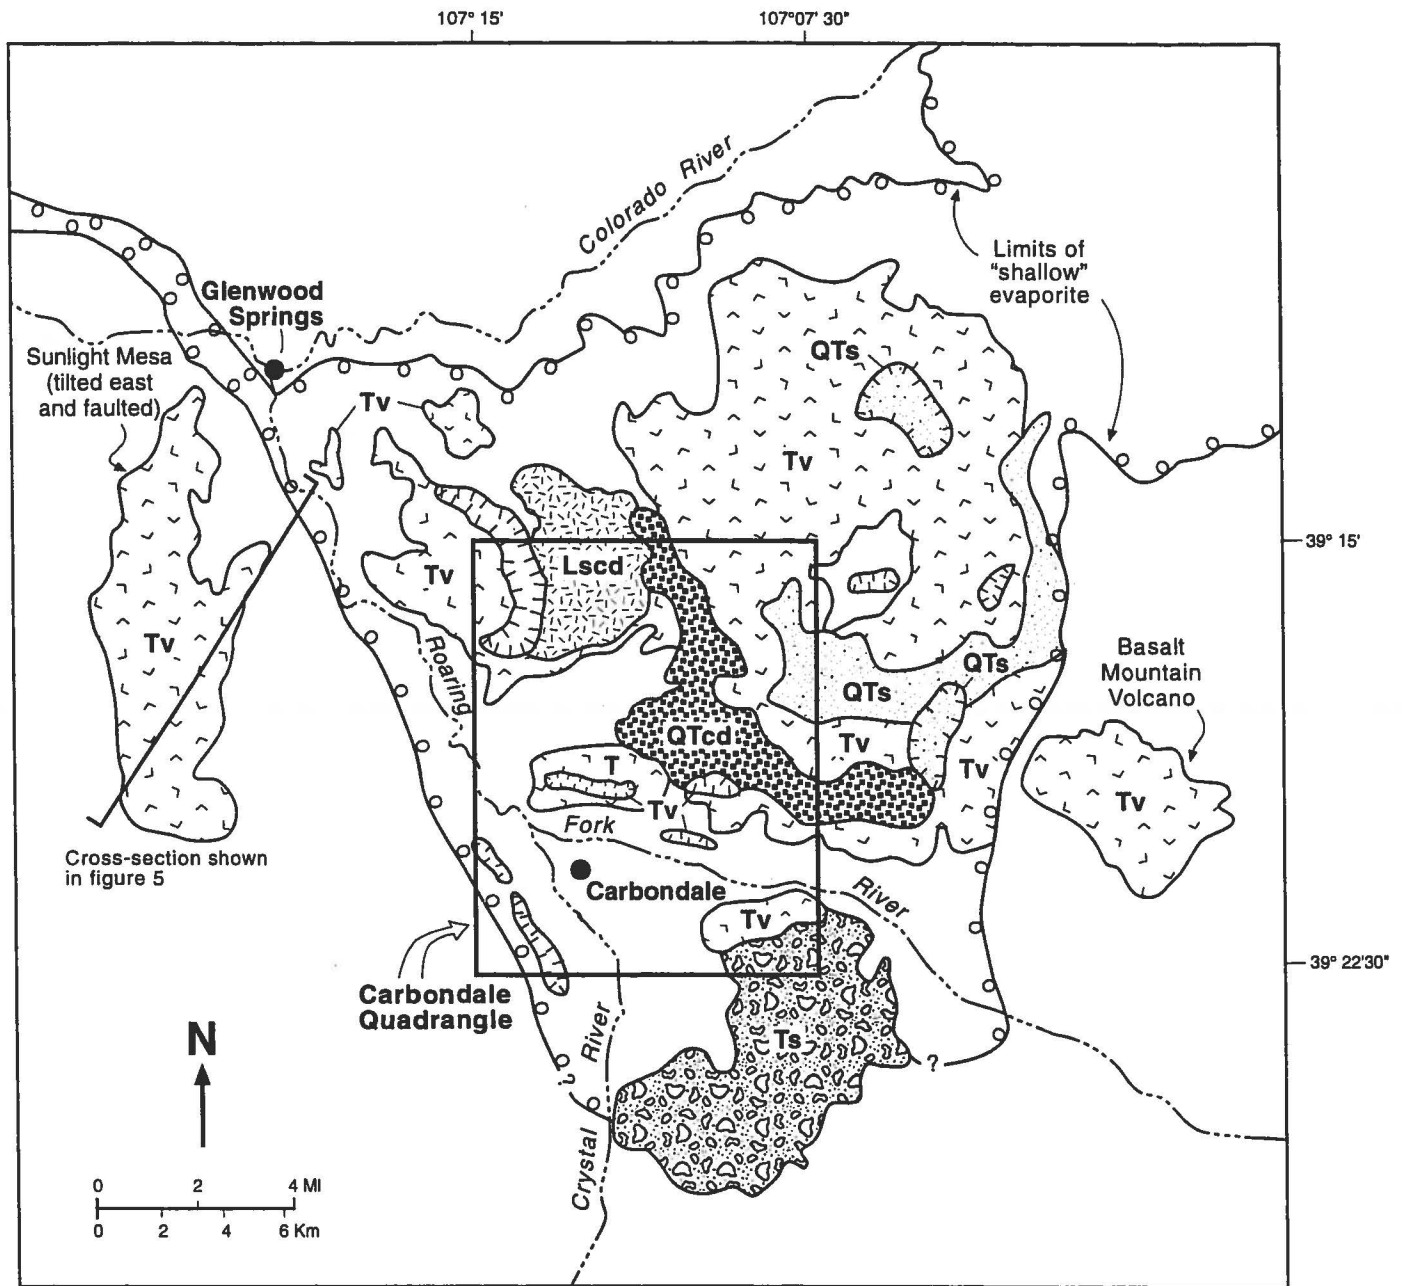 107° 15'
107°07' 30"
Colorado River
Limits of
"shallow"
evaporite
Glenwood
Springs
Sunlight Mesa
(tilted east
and faulted)
QTs
Tv
Tv
39° 15'
Lscd
Tv
Tv
Roaring
QTs
QTs
Basalt
Mountain
Volcano
QTcd
Tv
T
Tv
Tv
Tv
Fork
Cross-section shown
in figure 5
Carbondale
River
Tv
39° 22'30"
Carbondale
Quadrangle
N
River
Ts
?
?
Crystal
0 2 4 MI
0 2 4 6 Km